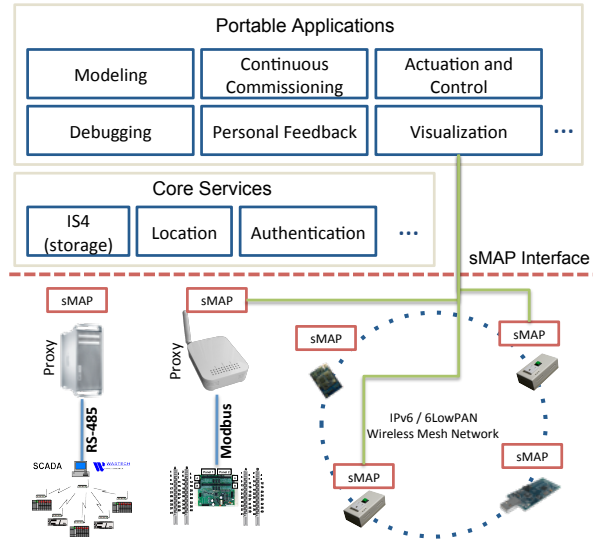 Portable Applications
Modeling
Continuous
Commissioning
Actuation and
Control
Debugging
Personal Feedback
Visualization
...
Core Services
IS4
(storage)
Location
Authentication
...
sMAP Interface
sMAP
sMAP
sMAP
sMAP
Proxy
Proxy
RS-485
Modbus
IPv6 / 6LowPAN
Wireless Mesh Network
sMAP
sMAP
SCADA